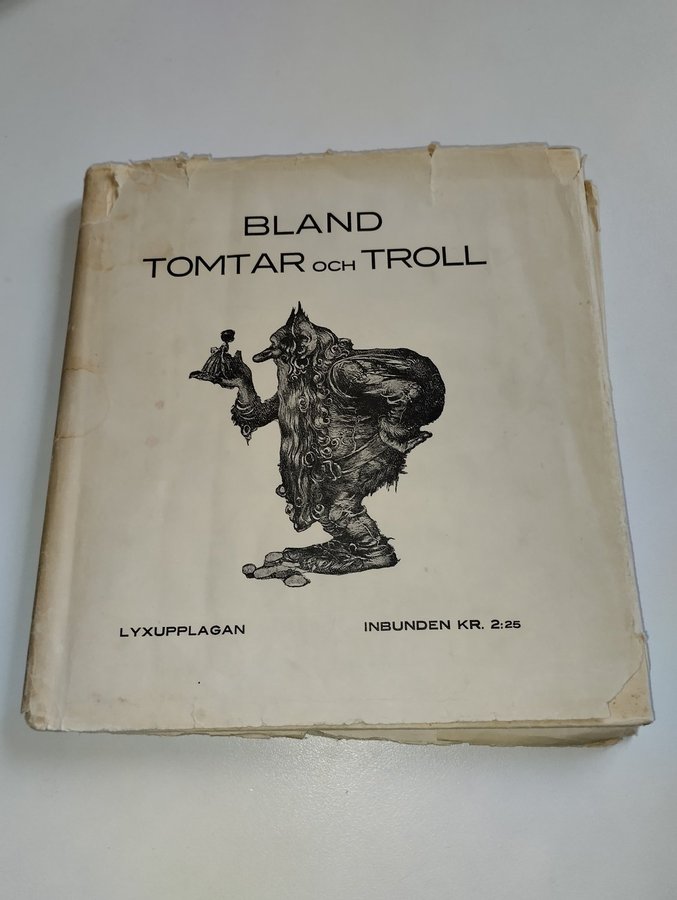 BLAND
TOMTAR OCH TROLL
LYXUPPLAGAN
INBUNDEN KR. 2:25